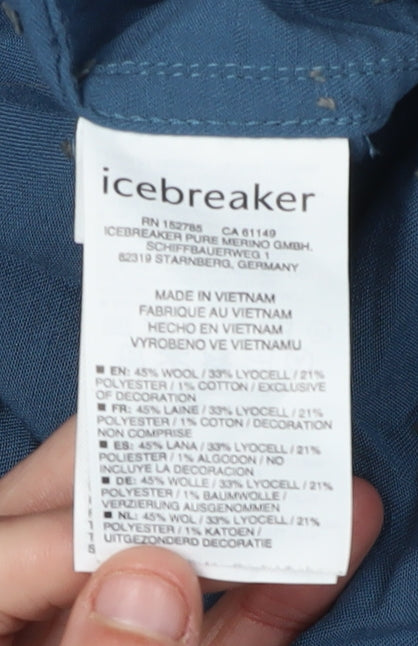 icebreaker
RN 152785 CA 61149
ICEBREAKER PURE MERINO GMBH.
SCHIFFBAUERWEG 1
82319 STARNBERG, GERMANY
MADE IN VIETNAM
FABRIQUE AU VIETNAM
HECHO EN VIETNAM
VYROBENO VE VIETNAMU
■ EN: 45% WOOL / 33% LYOCELL / 21%
POLYESTER / 1% COTTON / EXCLUSIVE
OF DECORATION
■ FR: 45% LAINE / 33% LYOCELL / 21%
POLYESTER / 1% COTON / DECORATION
NON COMPRISE
■ ES: 45% LANA / 33% LYOCELL / 21%
POLIESTER / 1% ALGODON / NO
INCLUYE LA DECORACION
■ DE: 45% WOLLE / 33% LYOCELL / 21%
POLYESTER / 1% BAUMWOLLE /
VERZIERUNG AUSGENOMMEN
■ NL: 45% WOL / 33% LYOCELL / 21%
POLYESTER / 1% KATOEN /
UITGEZONDERD DECORATIE